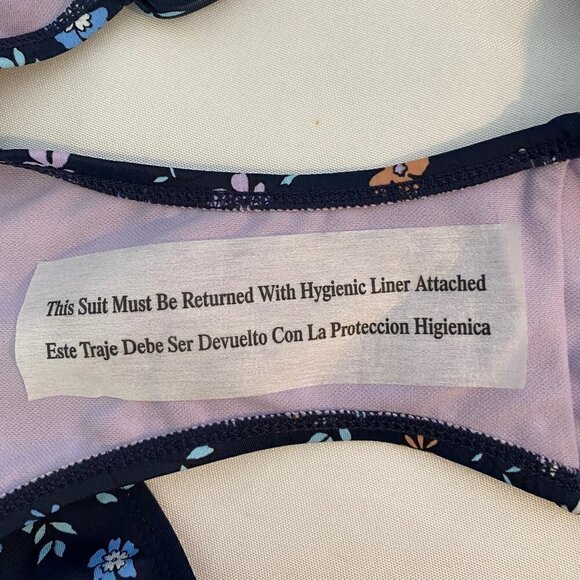 This Suit Must Be Returned With Hygienic Liner Attached
Este Traje Debe Ser Devuelto Con La Proteccion Higienica